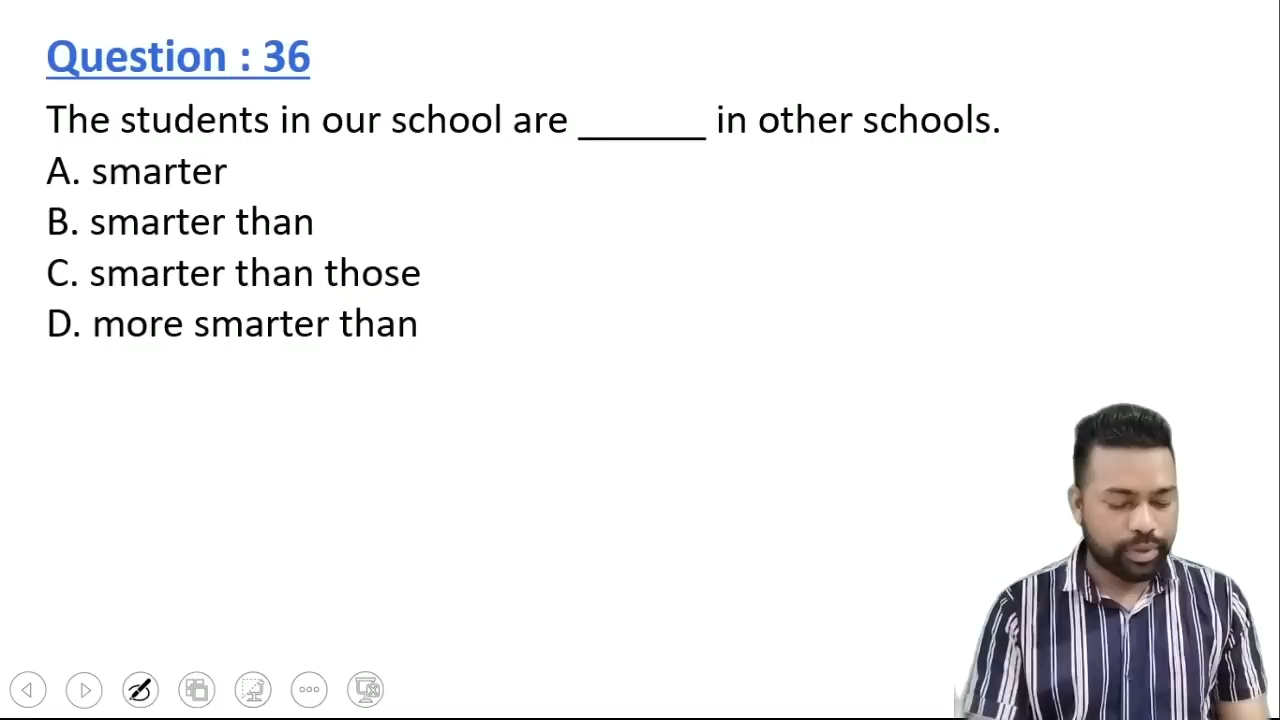 Question : 36
The students in our school are ______ in other schools.
A. smarter
B. smarter than
C. smarter than those
D. more smarter than